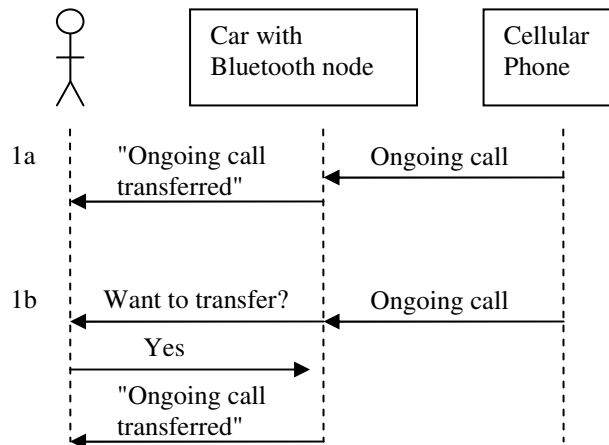 Car with
Bluetooth node
Cellular
Phone
1a
"Ongoing call
transferred"
Ongoing call
1b
Want to transfer?
Ongoing call
Yes
"Ongoing call
transferred"